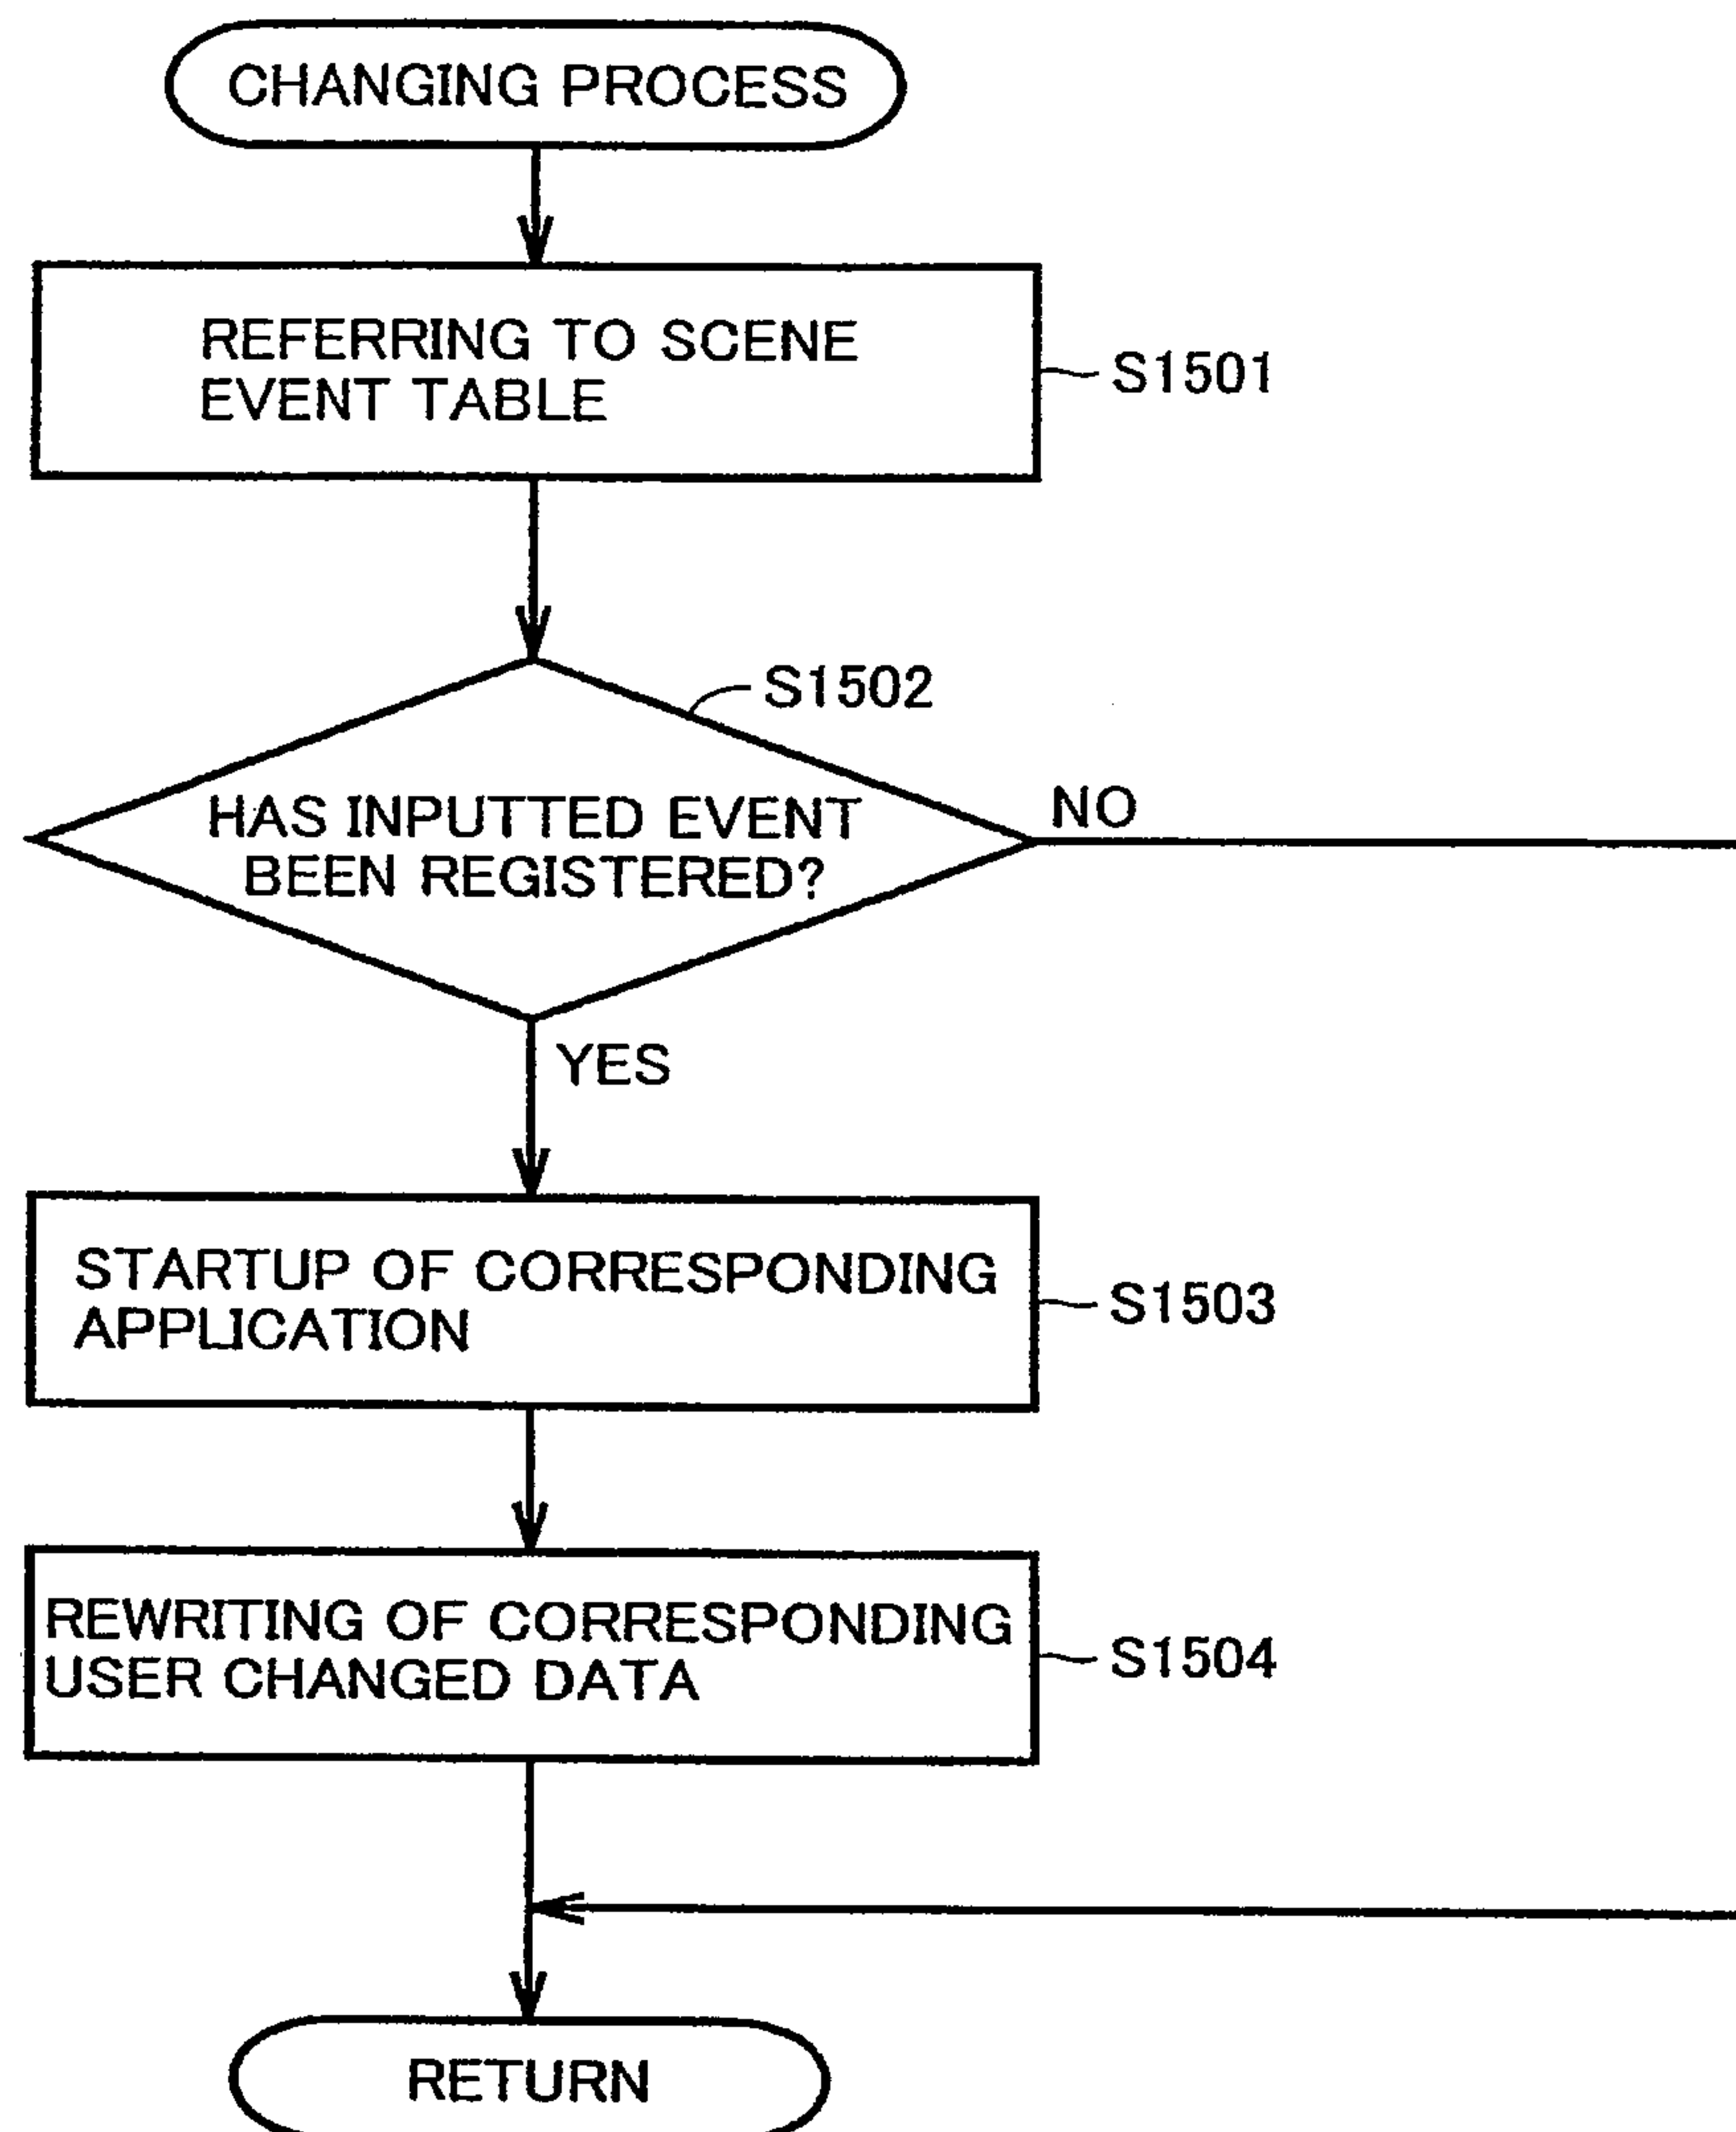 CHANGING PROCESS
REFERRING TO SCENE
EVENT TABLE
S1501
S1502
HAS INPUTTED EVENT
BEEN REGISTERED?
NO
YES
STARTUP OF CORRESPONDING
APPLICATION
S1503
REWRITING OF CORRESPONDING
USER CHANGED DATA
S1504
RETURN